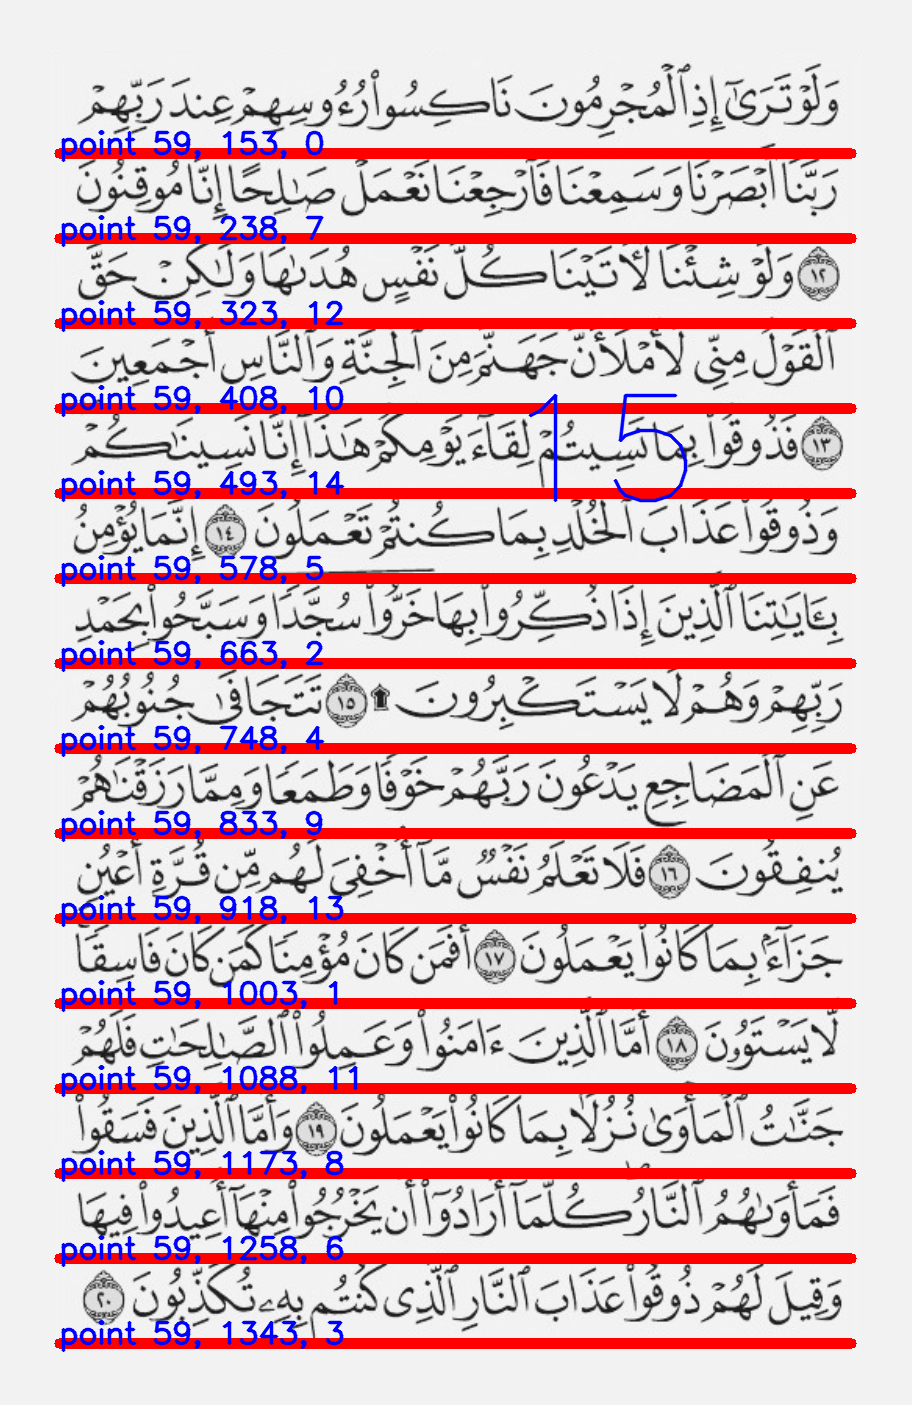 وَلَوْ تَرَىٰٓ إِذِ ٱلْمُجْرِمُونَ نَاكِسُوا۟ رُءُوسِهِمْ عِندَ رَبِّهِمْ
point 59, 153, 0
رَبَّنَآ أَبْصَرْنَا وَسَمِعْنَا فَٱرْجِعْنَا نَعْمَلْ صَٰلِحًا إِنَّا مُوقِنُونَ
point 59, 238, 7
١٢ وَلَوْ شِئْنَا لَأَتَيْنَا كُلَّ نَفْسٍ هُدَىٰهَا وَلَٰكِنْ حَقَّ
point 59, 323, 12
ٱلْقَوْلُ مِنِّى لَأَمْلَأَنَّ جَهَنَّمَ مِنَ ٱلْجِنَّةِ وَٱلنَّاسِ أَجْمَعِينَ
point 59, 408, 10
١٣ فَذُوقُوا۟ بِمَا نَسِيتُمْ لِقَآءَ يَوْمِكُمْ هَٰذَآ إِنَّا نَسِينَٰكُمْ
15
point 59, 493, 14
وَذُوقُوا۟ عَذَابَ ٱلْخُلْدِ بِمَا كُنتُمْ تَعْمَلُونَ ١٤ إِنَّمَا يُؤْمِنُ
point 59, 578, 5
بِـَٔايَٰتِنَا ٱلَّذِينَ إِذَا ذُكِّرُوا۟ بِهَا خَرُّوا۟ سُجَّدًا وَسَبَّحُوا۟ بِحَمْدِ
point 59, 663, 2
رَبِّهِمْ وَهُمْ لَا يَسْتَكْبِرُونَ ۩ ١٥ تَتَجَافَىٰ جُنُوبُهُمْ
point 59, 748, 4
عَنِ ٱلْمَضَاجِعِ يَدْعُونَ رَبَّهُمْ خَوْفًا وَطَمَعًا وَمِمَّا رَزَقْنَٰهُمْ
point 59, 833, 9
يُنفِقُونَ ١٦ فَلَا تَعْلَمُ نَفْسٌ مَّآ أُخْفِىَ لَهُم مِّن قُرَّةِ أَعْيُنٍ
point 59, 918, 13
جَزَآءًۢ بِمَا كَانُوا۟ يَعْمَلُونَ ١٧ أَفَمَن كَانَ مُؤْمِنًا كَمَن كَانَ فَاسِقًا
point 59, 1003, 1
لَّا يَسْتَوُۥنَ ١٨ أَمَّا ٱلَّذِينَ ءَامَنُوا۟ وَعَمِلُوا۟ ٱلصَّٰلِحَٰتِ فَلَهُمْ
point 59, 1088, 11
جَنَّٰتُ ٱلْمَأْوَىٰ نُزُلًۢا بِمَا كَانُوا۟ يَعْمَلُونَ ١٩ وَأَمَّا ٱلَّذِينَ فَسَقُوا۟
point 59, 1173, 8
فَمَأْوَىٰهُمُ ٱلنَّارُ كُلَّمَآ أَرَادُوٓا۟ أَن يَخْرُجُوا۟ مِنْهَآ أُعِيدُوا۟ فِيهَا
point 59, 1258, 6
وَقِيلَ لَهُمْ ذُوقُوا۟ عَذَابَ ٱلنَّارِ ٱلَّذِى كُنتُم بِهِۦ تُكَذِّبُونَ ٢٠
point 59, 1343, 3